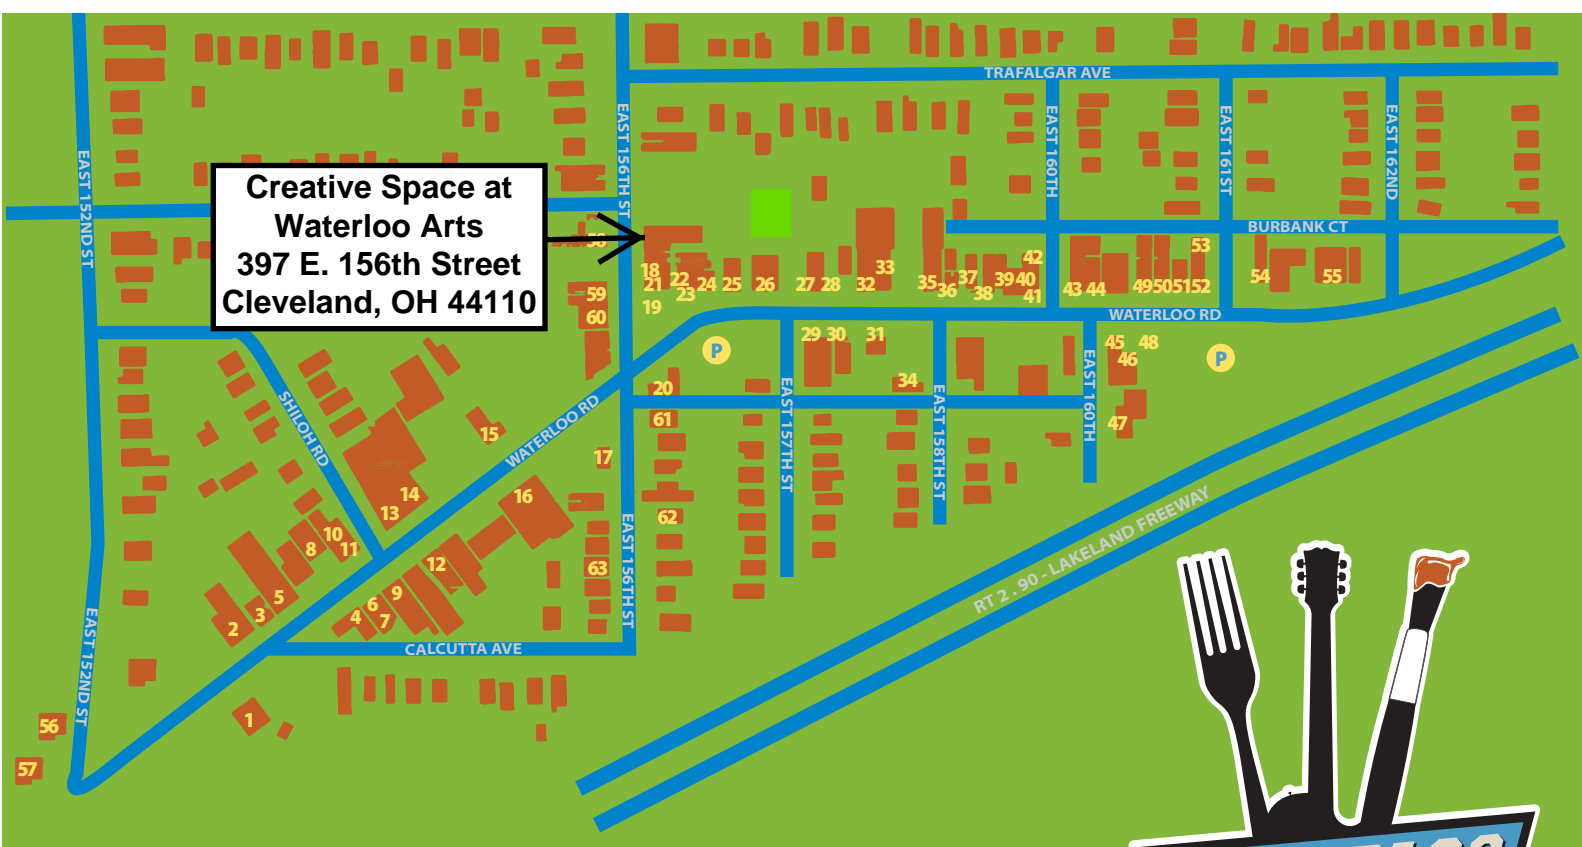 TRAFALGAR AVE
EAST 152ND ST
EAST 156TH ST
EAST 160TH
EAST 161ST
EAST 162ND
Creative Space at
Waterloo Arts
397 E. 156th Street
Cleveland, OH 44110
BURBANK CT
58
53
18
21
22
23
24
25
26
27
28
32
33
35
36
37
38
39
40
41
42
43
44
49
50
51
52
54
55
59
60
19
WATERLOO RD
P
29
30
31
34
45
46
48
P
47
20
61
EAST 157TH ST
EAST 158TH ST
EAST 160TH
SHILOH RD
WATERLOO RD
15
17
16
14
13
62
10
11
8
12
63
EAST 156TH ST
5
3
2
9
6
7
4
CALCUTTA AVE
RT 2 . 90 - LAKELAND FREEWAY
EAST 152ND ST
1
56
57